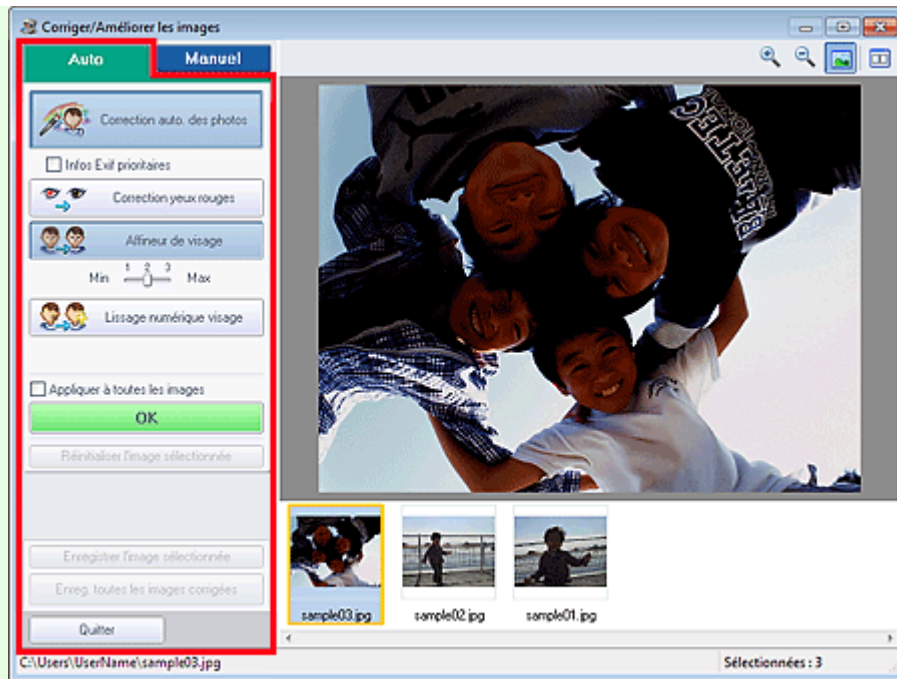 Corriger/Améliorer les images
Auto
Manuel
Correction auto. des photos
Infos Exif prioritaires
Correction yeux rouges
Affineur de visage
1 2 3
Min Max
Lissage numérique visage
Appliquer à toutes les images
OK
Réinitialiser l'image sélectionnée
Enregistrer l'image sélectionnée
Enreg. toutes les images corrigées
Quitter
sample03.jpg
sample02.jpg
sample01.jpg
C:\Users\UserName\sample03.jpg
Sélectionnées : 3